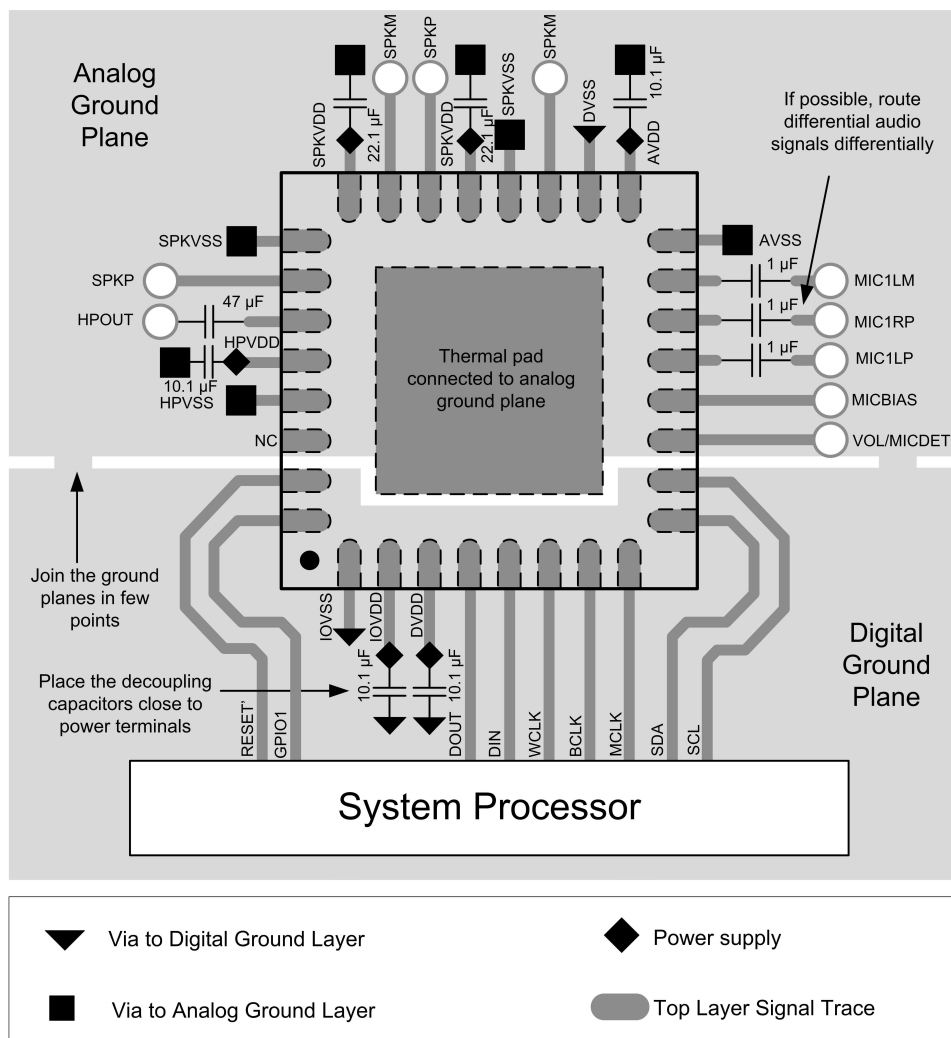 Analog
Ground
Plane
SPKVDD
22.1 µF
SPKM
SPKP
SPKVDD
22.1 µF
SPKVSS
SPKM
DVSS
AVDD
10.1 µF
If possible, route
differential audio
signals differentially
SPKVSS
SPKP
HPOUT
47 µF
HPVDD
10.1 µF
HPVSS
NC
Thermal pad
connected to analog
ground plane
AVSS
1 µF
MIC1LM
1 µF
MIC1RP
1 µF
MIC1LP
MICBIAS
VOL/MICDET
Join the ground
planes in few
points
Place the decoupling
capacitors close to
power terminals
IOVSS
IOVDD
DVDD
10.1 µF
10.1 µF
Digital
Ground
Plane
RESET'
GPIO1
DOUT
DIN
WCLK
BCLK
MCLK
SDA
SCL
System Processor
Via to Digital Ground Layer
Power supply
Via to Analog Ground Layer
Top Layer Signal Trace